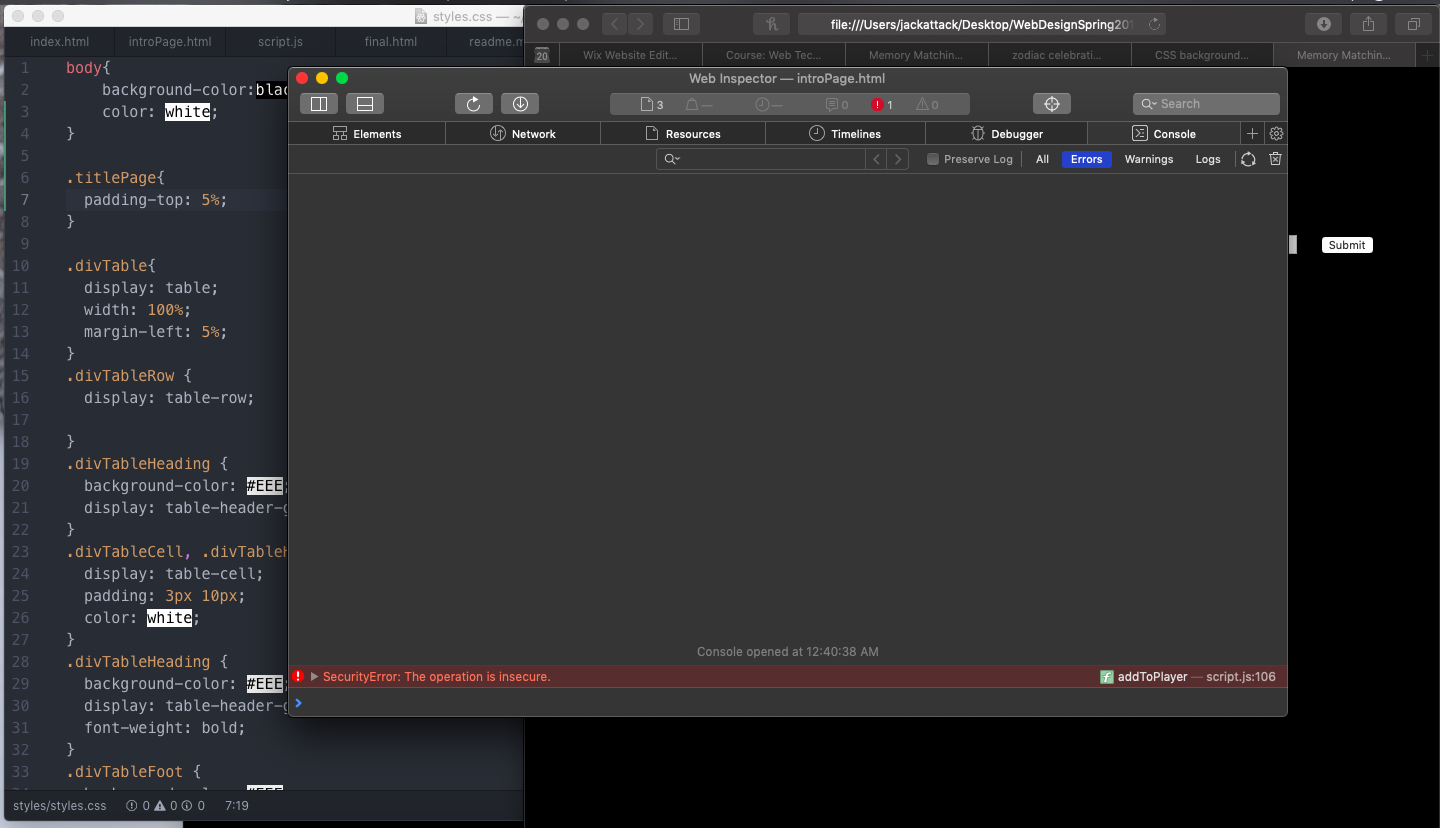 styles.css — ~/
index.html introPage.html script.js final.html readme.m
1 body{
2 background-color:blac
3 color: white;
4 }
5
6 .titlePage{
7 padding-top: 5%;
8 }
9
10 .divTable{
11 display: table;
12 width: 100%;
13 margin-left: 5%;
14 }
15 .divTableRow {
16 display: table-row;
17
18 }
19 .divTableHeading {
20 background-color: #EEE;
21 display: table-header-g
22 }
23 .divTableCell, .divTableH
24 display: table-cell;
25 padding: 3px 10px;
26 color: white;
27 }
28 .divTableHeading {
29 background-color: #EEE;
30 display: table-header-g
31 font-weight: bold;
32 }
33 .divTableFoot {
styles/styles.css 0 0 0 7:19
file:///Users/jackattack/Desktop/WebDesignSpring201
20 Wix Website Edit... Course: Web Tec... Memory Matchin... zodiac celebrati... CSS background... Memory Matchin...
Submit
Web Inspector — introPage.html
3 — — 0 1 0 Search
Elements Network Resources Timelines Debugger Console
Preserve Log All Errors Warnings Logs
Console opened at 12:40:38 AM
SecurityError: The operation is insecure. f addToPlayer — script.js:106